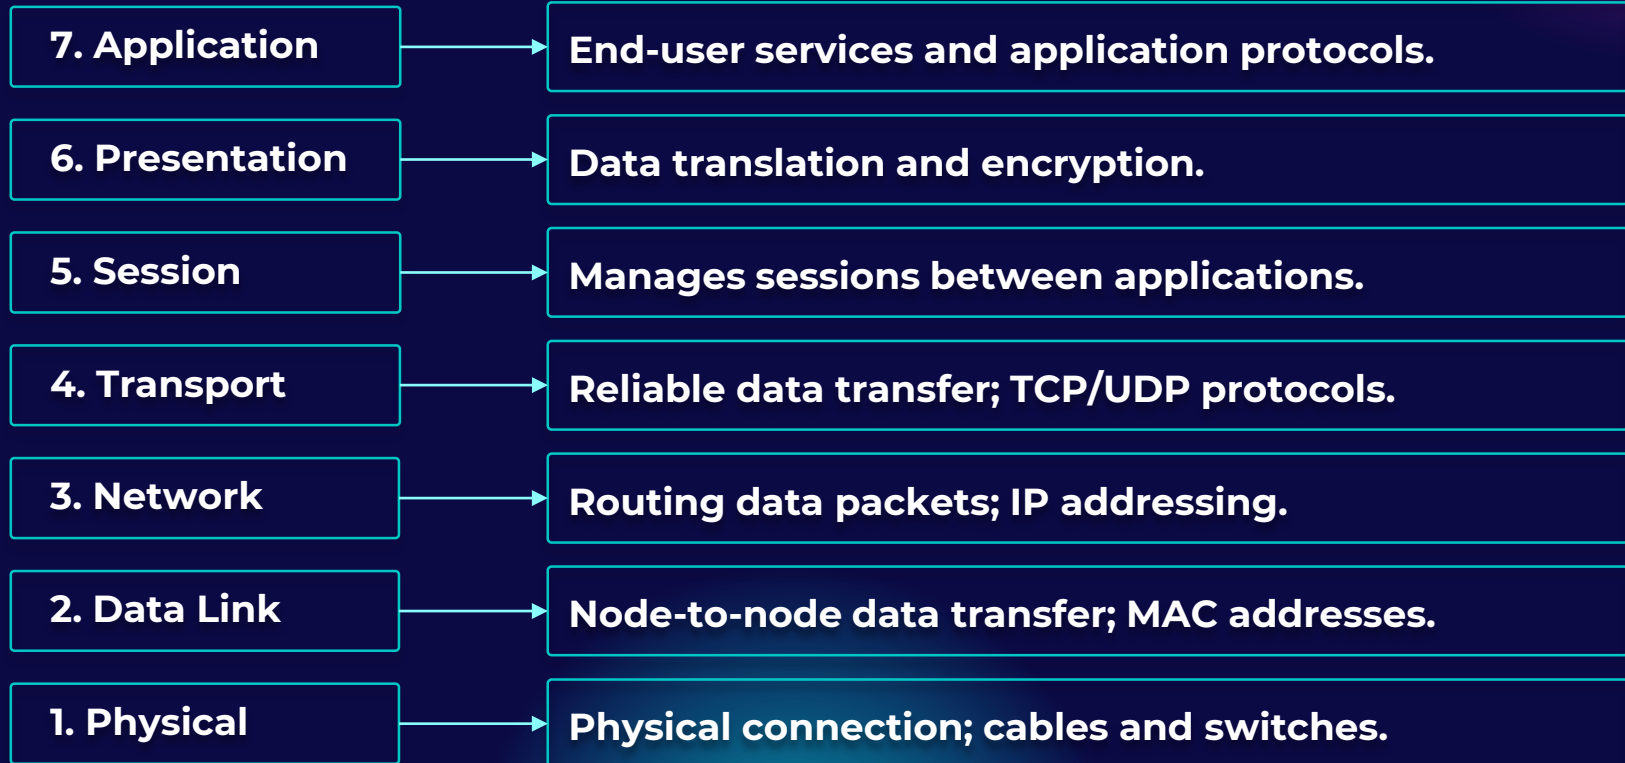 7. Application
End-user services and application protocols.
6. Presentation
Data translation and encryption.
5. Session
Manages sessions between applications.
4. Transport
Reliable data transfer; TCP/UDP protocols.
3. Network
Routing data packets; IP addressing.
2. Data Link
Node-to-node data transfer; MAC addresses.
1. Physical
Physical connection; cables and switches.